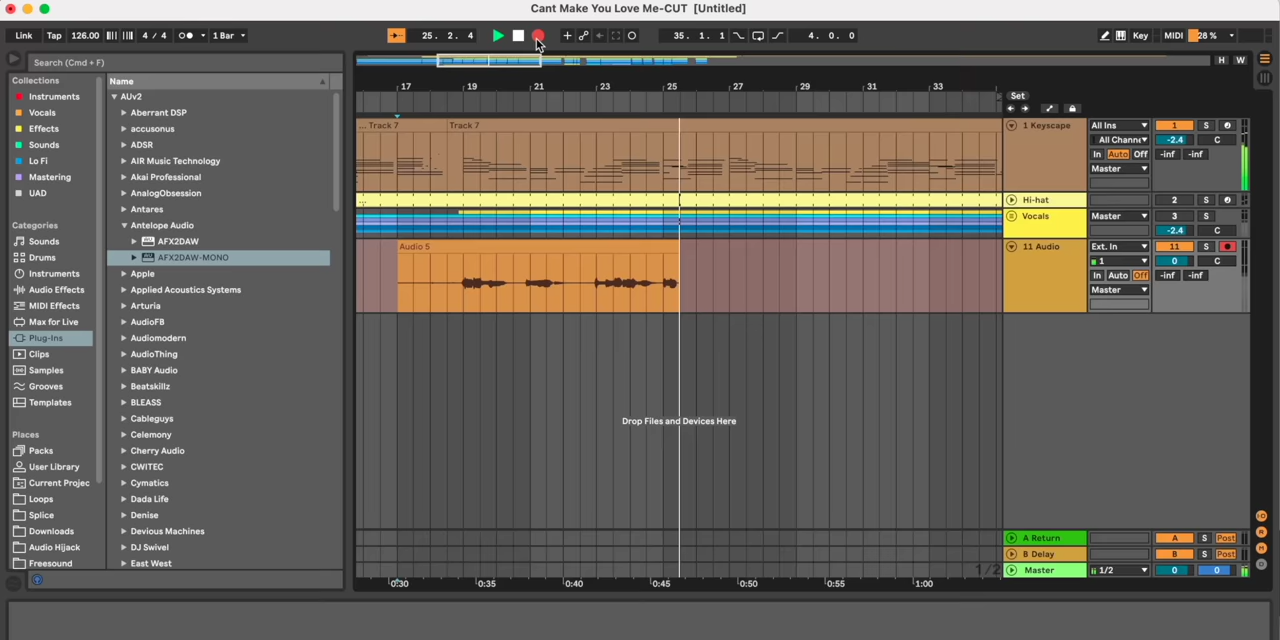 Cant Make You Love Me-CUT [Untitled]
Link Tap 126.00 4 / 4 1 Bar 25. 2. 4 35. 1. 1 4. 0. 0 Key MIDI 28 %
Search (Cmd + F) H W
Collections
Instruments
Vocals
Effects
Sounds
Lo Fi
Mastering
UAD
Categories
Sounds
Drums
Instruments
Audio Effects
MIDI Effects
Max for Live
Plug-Ins
Clips
Samples
Grooves
Templates
Places
Packs
User Library
Current Projec
Loops
Splice
Downloads
Audio Hijack
Freesound
Name
AUv2
Aberrant DSP
accusonus
ADSR
AIR Music Technology
Akai Professional
AnalogObsession
Antares
Antelope Audio
AFX2DAW
AFX2DAW-MONO
Apple
Applied Acoustics Systems
Arturia
AudioFB
Audiomodern
AudioThing
BABY Audio
Beatskillz
BLEASS
Cableguys
Celemony
Cherry Audio
CWITEC
Cymatics
Dada Life
Denise
Devious Machines
DJ Swivel
East West
17 19 21 23 25 27 29 31 33
Set
... Track 7 Track 7
1 Keyscape All Ins 1 S
All Channe -2.4 C
In Auto Off -inf -inf
Master
...
Hi-hat 2 S
Vocals Master 3 S
-2.4 C
Audio 5
11 Audio Ext. In 11 S
1 0 C
In Auto Off -inf -inf
Master
Drop Files and Devices Here
A Return A S Post
B Delay B S Post
1/2 Master 1/2 0 0
0:30 0:35 0:40 0:45 0:50 0:55 1:00
IO
R
M
D